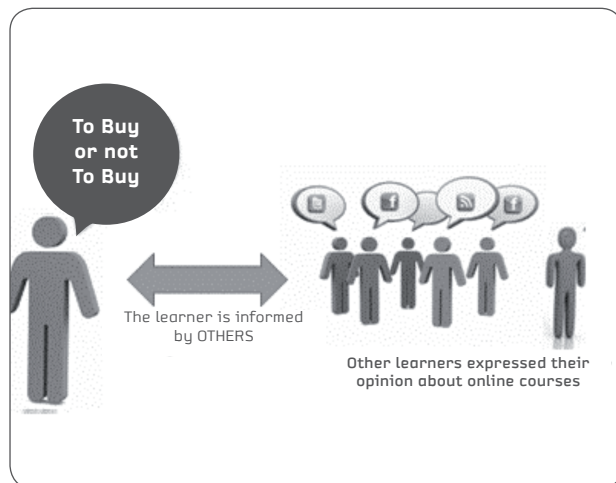 To Buy
or not
To Buy
The learner is informed
by OTHERS
Other learners expressed their
opinion about online courses